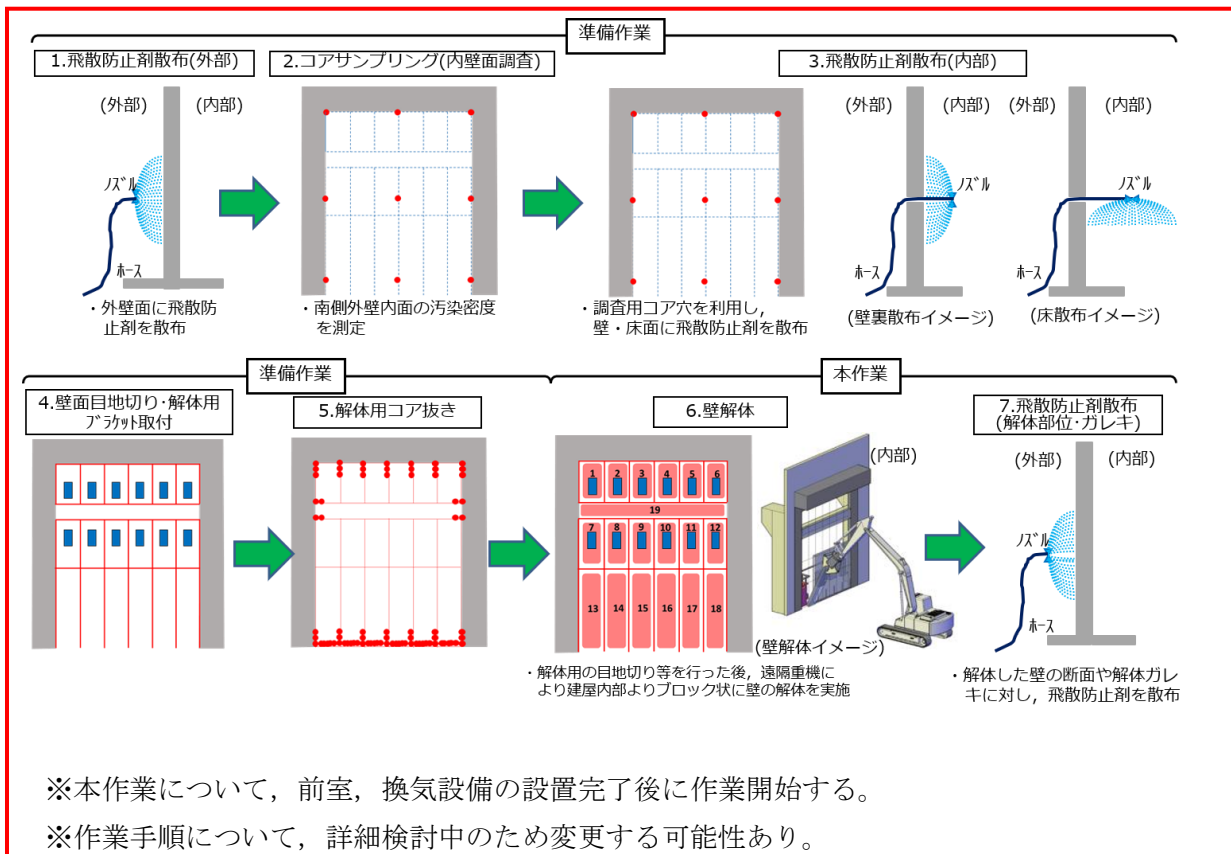 準備作業
1.飛散防止剤散布(外部)
(外部)
(内部)
ﾉｽﾞﾙ
ﾎｰｽ
・外壁面に飛散防
止剤を散布
2.コアサンプリング(内壁面調査)
・南側外壁内面の汚染密度
を測定
・調査用コア穴を利用し，
壁・床面に飛散防止剤を散布
3.飛散防止剤散布(内部)
(外部)
(内部)
ﾉｽﾞﾙ
ﾎｰｽ
(壁裏散布イメージ)
(外部)
(内部)
ﾉｽﾞﾙ
ﾎｰｽ
(床散布イメージ)
準備作業
4.壁面目地切り･解体用
ﾌﾞﾗｹｯﾄ取付
5.解体用コア抜き
本作業
6.壁解体
1 2 3 4 5 6
19
7 8 9 10 11 12
13 14 15 16 17 18
(内部)
(壁解体イメージ)
・解体用の目地切り等を行った後，遠隔重機に
より建屋内部よりブロック状に壁の解体を実施
7.飛散防止剤散布
(解体部位･ガレキ)
(外部)
(内部)
ﾉｽﾞﾙ
ﾎｰｽ
・解体した壁の断面や解体ガレ
キに対し，飛散防止剤を散布
※本作業について，前室，換気設備の設置完了後に作業開始する。
※作業手順について，詳細検討中のため変更する可能性あり。